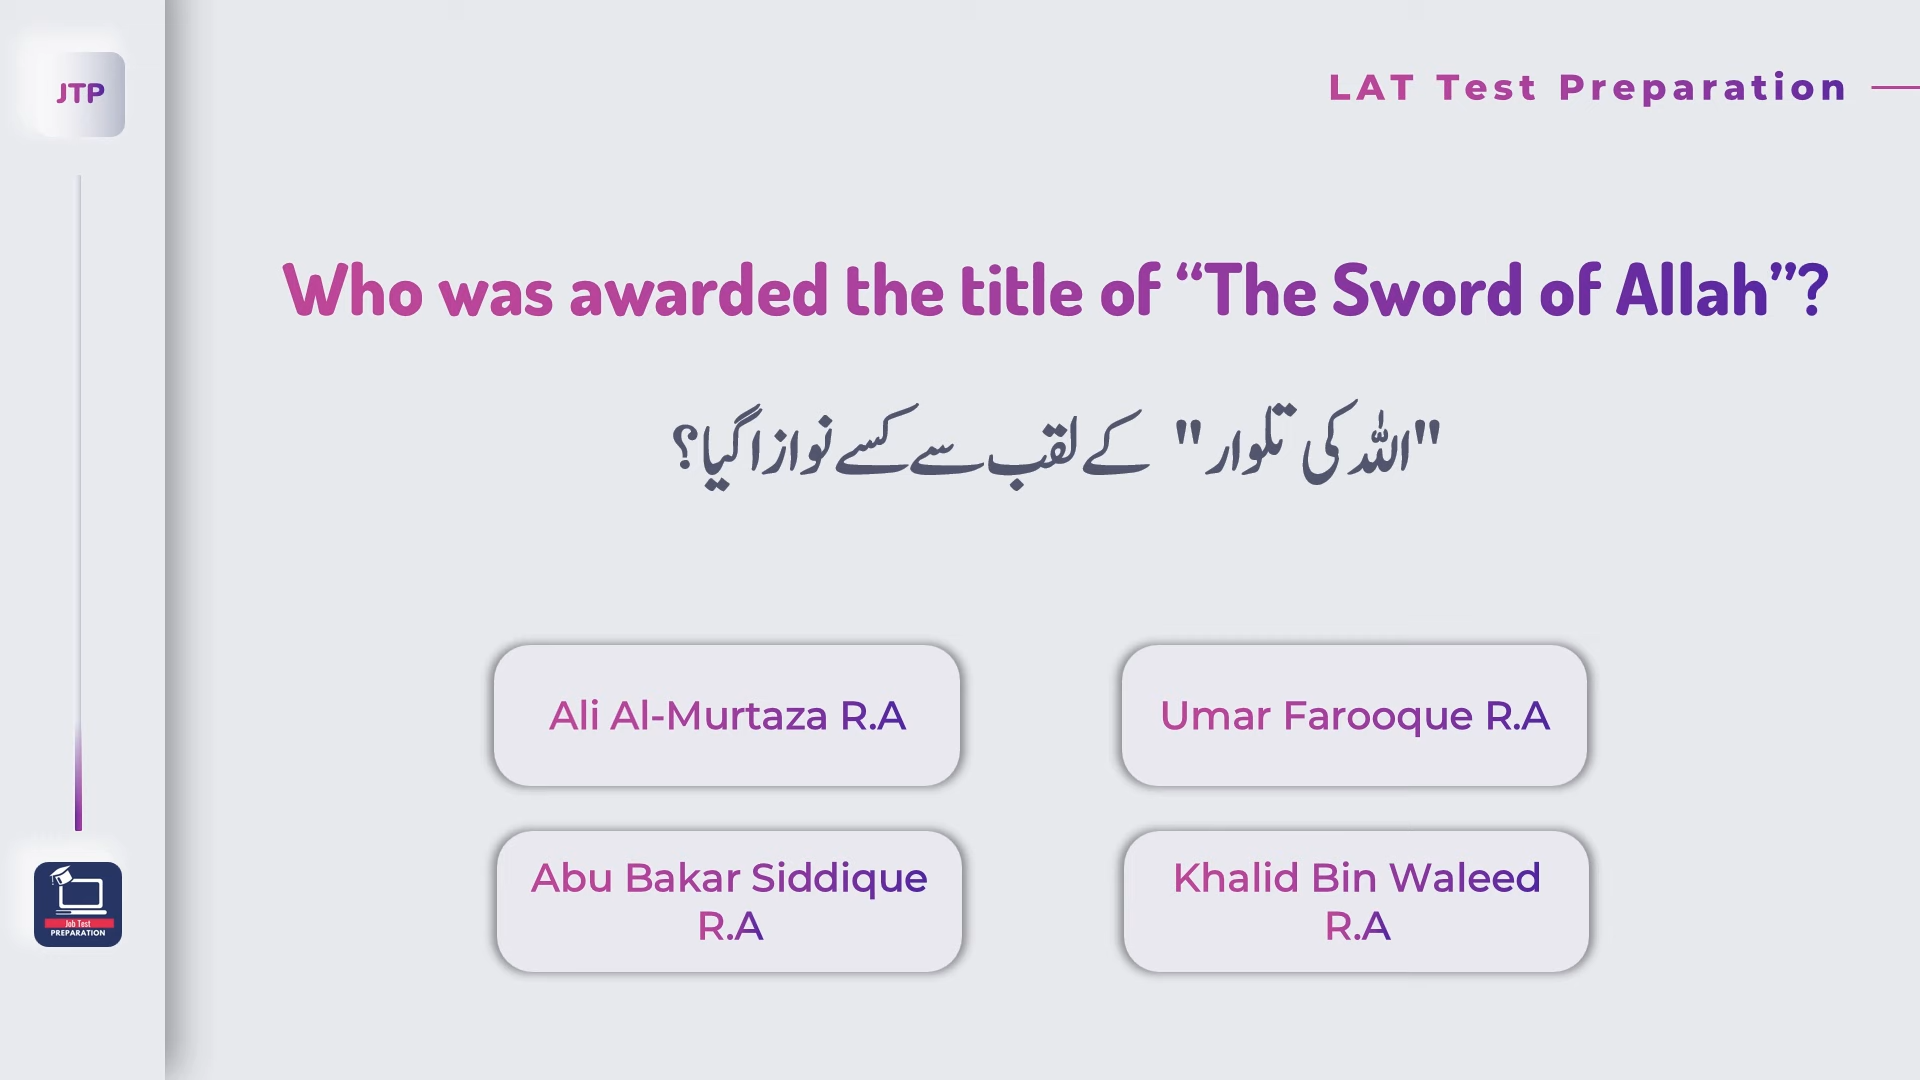 JTP
LAT Test Preparation
Who was awarded the title of “The Sword of Allah”?
"اللہ کی تلوار" کے لقب سے کسے نوازا گیا؟
Ali Al-Murtaza R.A
Umar Farooque R.A
Abu Bakar Siddique
R.A
Khalid Bin Waleed
R.A
Job Test
PREPARATION